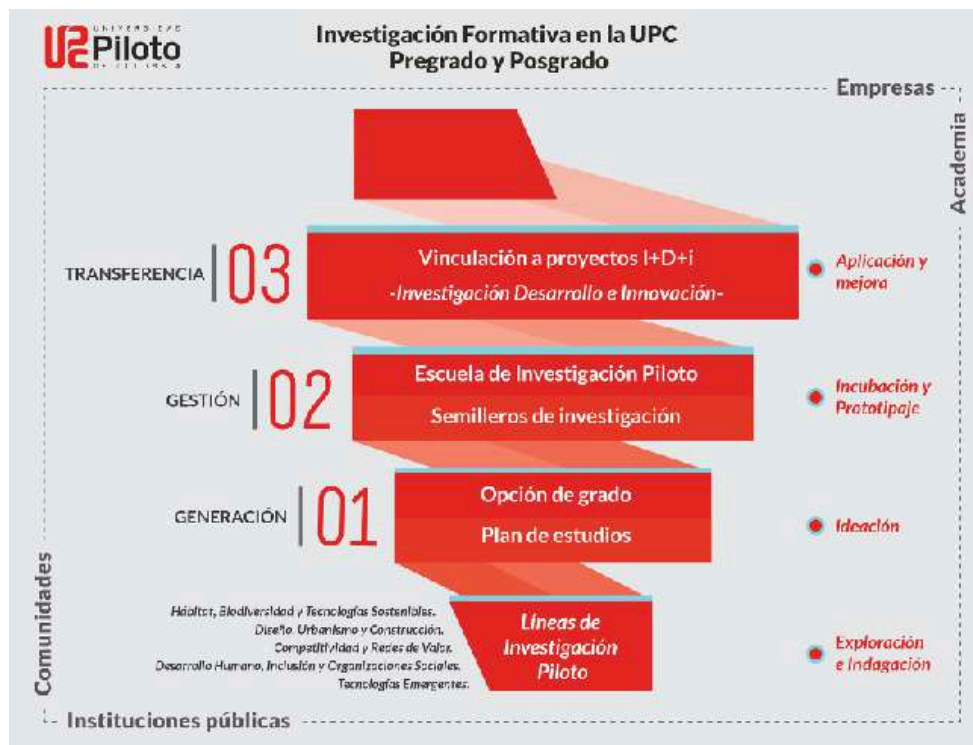 UNIVERSIDAD
Piloto
DE COLOMBIA
Investigación Formativa en la UPC
Pregrado y Posgrado
Empresas
Academia
TRANSFERENCIA
03
Vinculación a proyectos I+D+i
-Investigación Desarrollo e Innovación-
Aplicación y
mejora
GESTIÓN
02
Escuela de Investigación Piloto
Semilleros de investigación
Incubación y
Prototipaje
GENERACIÓN
01
Opción de grado
Plan de estudios
Ideación
Hábitat, Biodiversidad y Tecnologías Sostenibles.
Diseño, Urbanismo y Construcción.
Competitividad y Redes de Valor.
Desarrollo Humano, Inclusión y Organizaciones Sociales.
Tecnologías Emergentes.
Líneas de
Investigación
Piloto
Exploración
e Indagación
Comunidades
Instituciones públicas